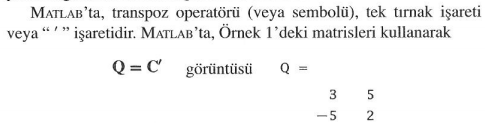 MATLAB'ta, transpoz operatörü (veya sembolü), tek tırnak işareti
veya “ ′ ” işaretidir. MATLAB'ta, Örnek 1'deki matrisleri kullanarak
Q = C′ görüntüsü Q =
3 5
−5 2